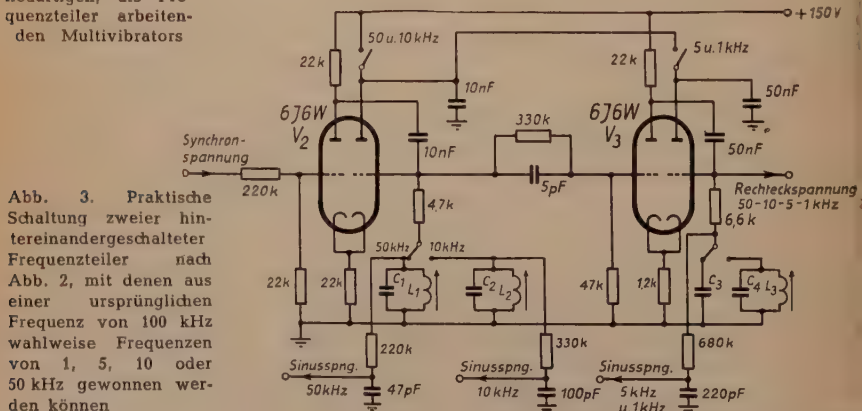 quenzteiler arbeiten-
den Multivibrators
Abb. 3. Praktische
Schaltung zweier hin-
tereinandergeschalteter
Frequenzteiler nach
Abb. 2, mit denen aus
einer ursprünglichen
Frequenz von 100 kHz
wahlweise Frequenzen
von 1, 5, 10 oder
50 kHz gewonnen wer-
den können
+150V
50 u. 10 kHz
5 u. 1 kHz
22k
22k
10nF
50nF
6J6W
V2
6J6W
V3
330k
10nF
50nF
Synchron-
spannung
220k
5pF
Rechteckspannung
50-10-5-1 kHz
4,7k
6,6k
50kHz
10kHz
22k
22k
C1
L1
C2
L2
47k
1,2k
C3
C4
L3
220k
330k
680k
Sinusspng.
50kHz
47pF
Sinusspng.
10 kHz
100pF
Sinusspng.
5 kHz
u. 1kHz
220pF